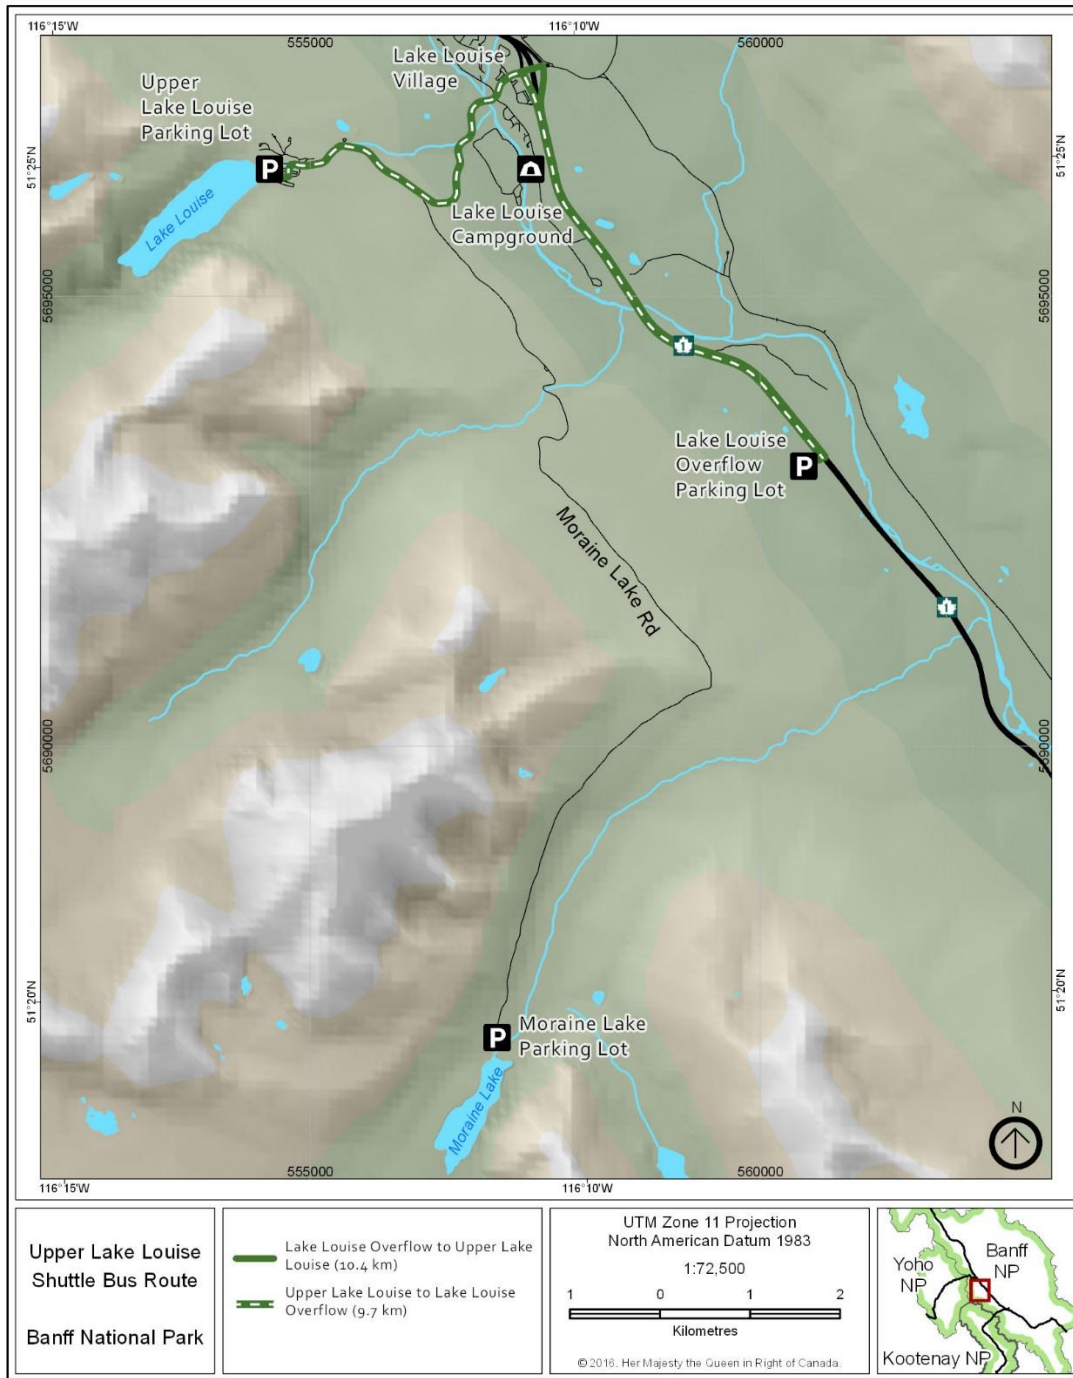 116°15'W
555000
116°10'W
560000
Lake Louise
Village
Upper
Lake Louise
Parking Lot
P
51°25'N
51°25'N
Lake Louise
Lake Louise
Campground
5695000
5695000
1
Lake Louise
Overflow
Parking Lot
P
Moraine Lake Rd
1
5690000
5690000
51°20'N
51°20'N
P
Moraine Lake
Parking Lot
Moraine Lake
N
555000
560000
116°15'W
116°10'W
Upper Lake Louise
Shuttle Bus Route
Banff National Park
Lake Louise Overflow to Upper Lake
Louise (10.4 km)
Upper Lake Louise to Lake Louise
Overflow (9.7 km)
UTM Zone 11 Projection
North American Datum 1983
1:72,500
1 0 1 2
Kilometres
© 2016. Her Majesty the Queen in Right of Canada.
Yoho
NP
Banff
NP
Kootenay NP